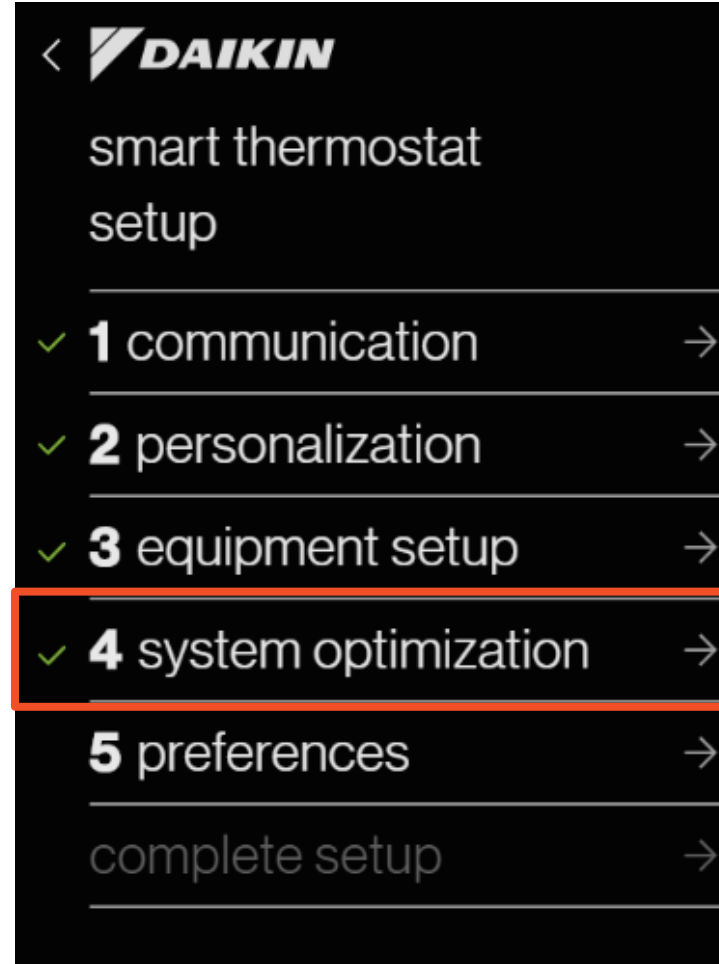 DAIKIN
smart thermostat
setup
1 communication
2 personalization
3 equipment setup
4 system optimization
5 preferences
complete setup